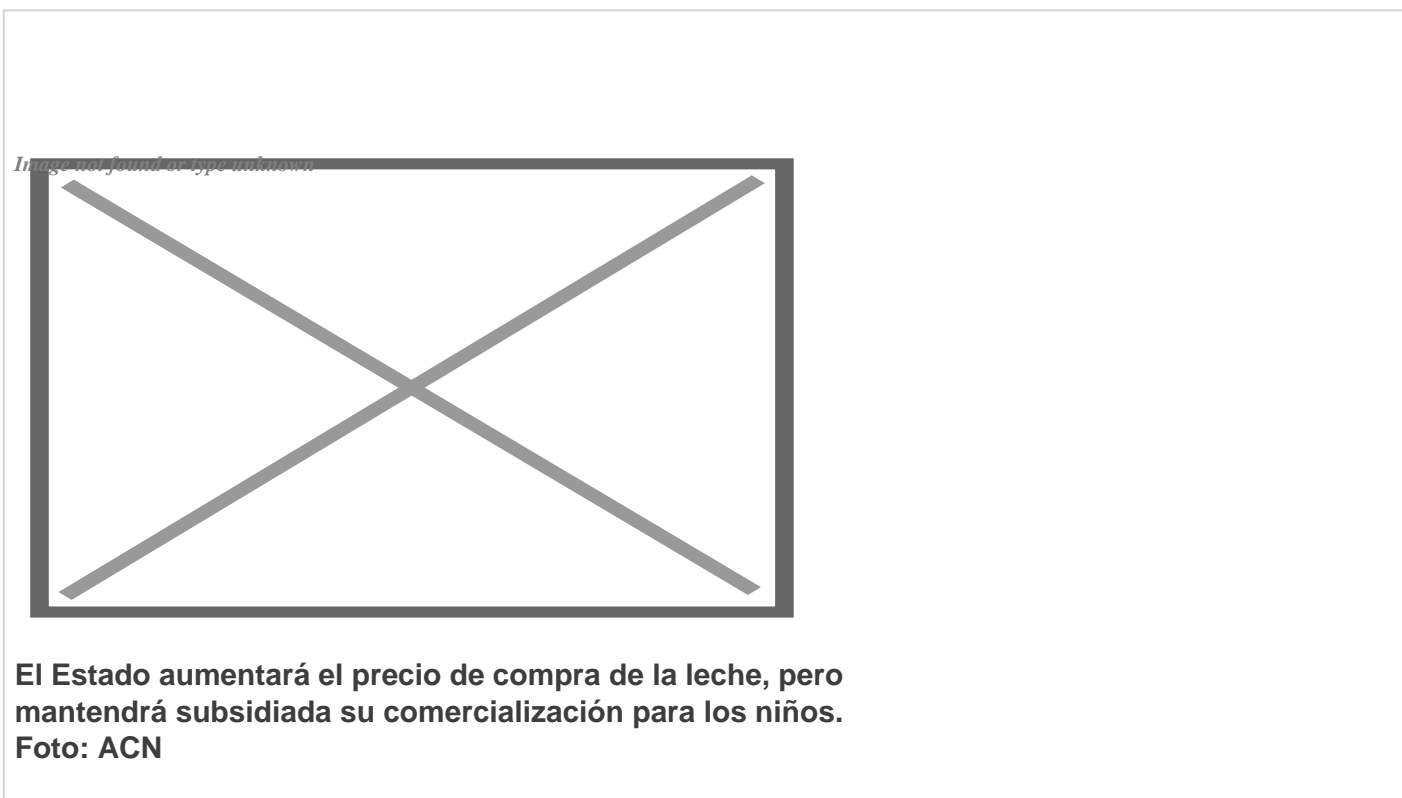 Image not found or type unknown
El Estado aumentará el precio de compra de la leche, pero
mantendrá subsidiada su comercialización para los niños.
Foto: ACN